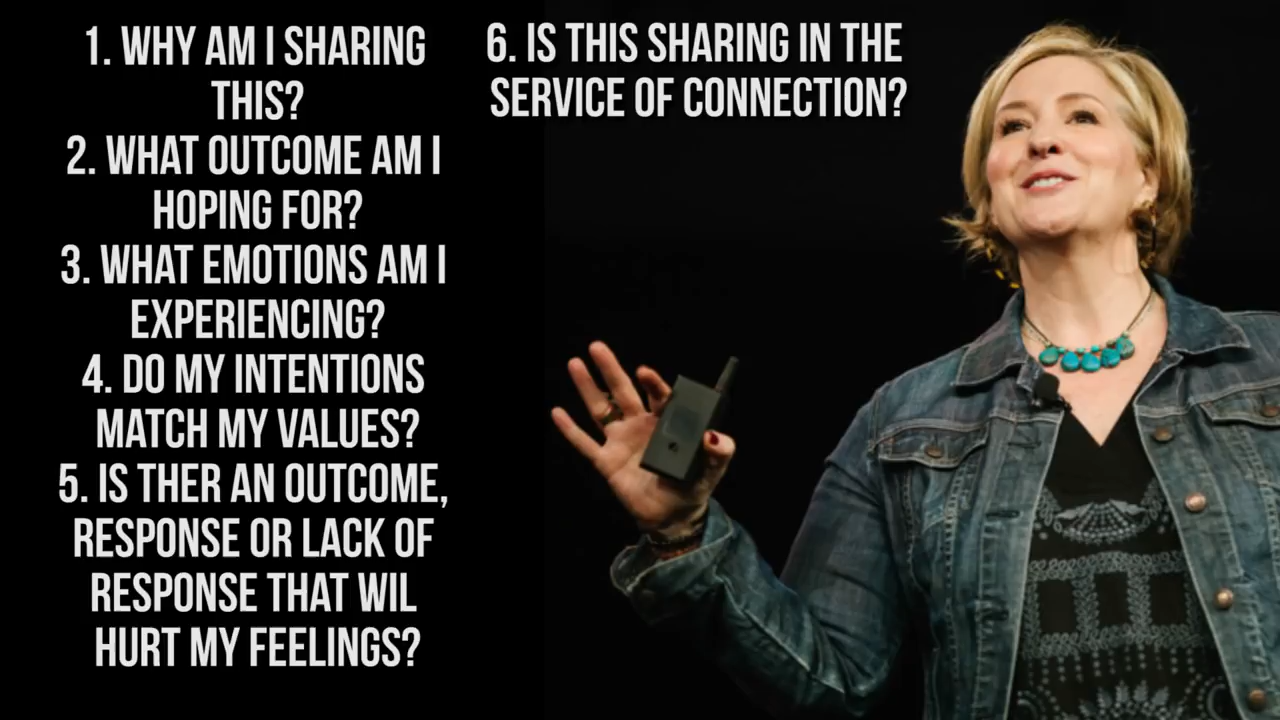 1. WHY AM I SHARING
THIS?
2. WHAT OUTCOME AM I
HOPING FOR?
3. WHAT EMOTIONS AM I
EXPERIENCING?
4. DO MY INTENTIONS
MATCH MY VALUES?
5. IS THER AN OUTCOME,
RESPONSE OR LACK OF
RESPONSE THAT WIL
HURT MY FEELINGS?
6. IS THIS SHARING IN THE
SERVICE OF CONNECTION?